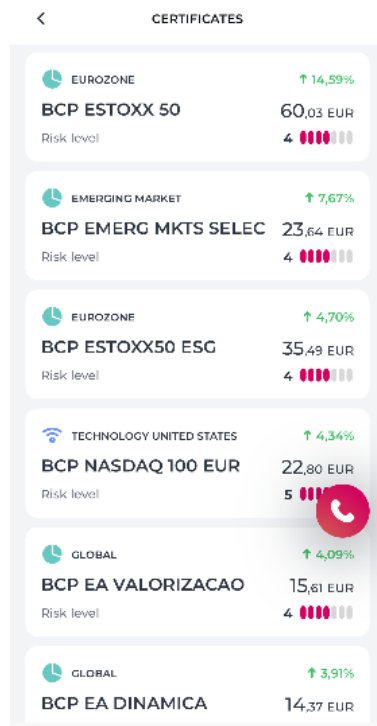 CERTIFICATES
EUROZONE ↑ 14,59%
BCP ESTOXX 50 60,03 EUR
Risk level 4
EMERGING MARKET ↑ 7,67%
BCP EMERG MKTS SELEC 23,64 EUR
Risk level 4
EUROZONE ↑ 4,70%
BCP ESTOXX50 ESG 35,49 EUR
Risk level 4
TECHNOLOGY UNITED STATES ↑ 4,34%
BCP NASDAQ 100 EUR 22,80 EUR
Risk level 5
GLOBAL ↑ 4,09%
BCP EA VALORIZACAO 15,61 EUR
Risk level 4
GLOBAL ↑ 3,91%
BCP EA DINAMICA 14,37 EUR